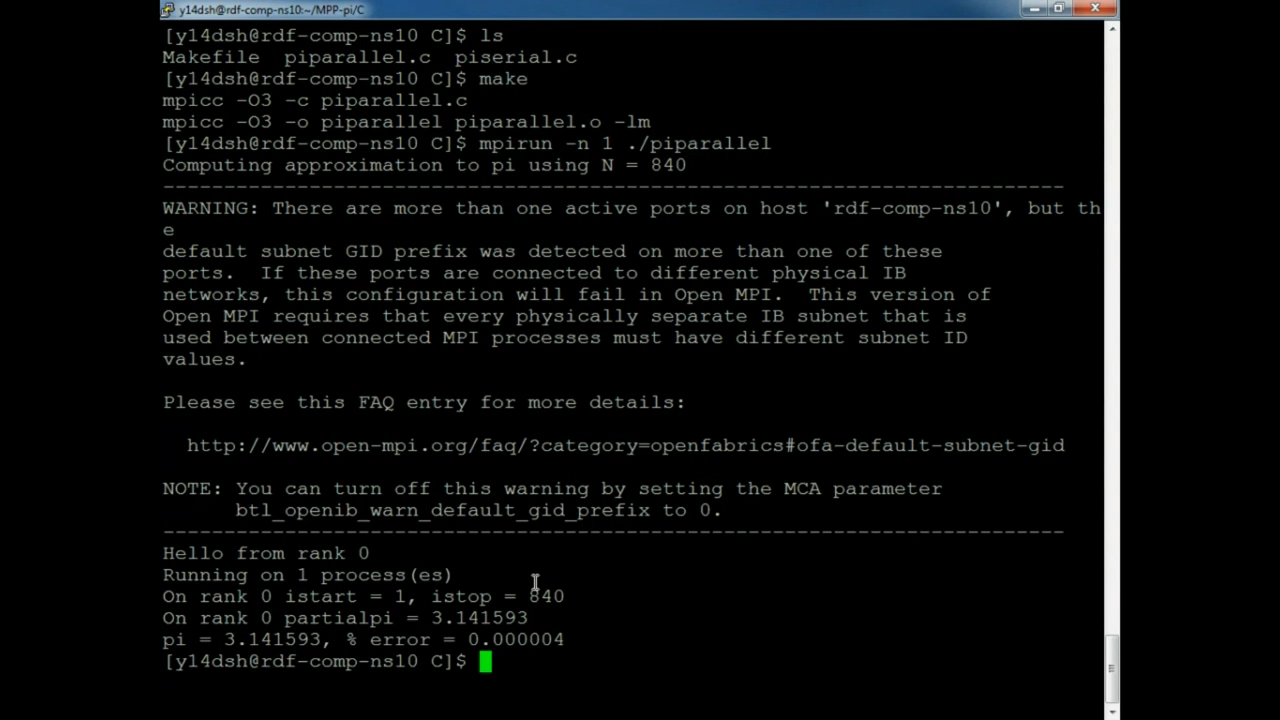 y14dsh@rdf-comp-ns10:~/MPP-pi/C
[y14dsh@rdf-comp-ns10 C]$ ls
Makefile  piparallel.c  piserial.c
[y14dsh@rdf-comp-ns10 C]$ make
mpicc -O3 -c piparallel.c
mpicc -O3 -o piparallel piparallel.o -lm
[y14dsh@rdf-comp-ns10 C]$ mpirun -n 1 ./piparallel
Computing approximation to pi using N = 840
--------------------------------------------------------------------------
WARNING: There are more than one active ports on host 'rdf-comp-ns10', but th
e
default subnet GID prefix was detected on more than one of these
ports.  If these ports are connected to different physical IB
networks, this configuration will fail in Open MPI.  This version of
Open MPI requires that every physically separate IB subnet that is
used between connected MPI processes must have different subnet ID
values.

Please see this FAQ entry for more details:

  http://www.open-mpi.org/faq/?category=openfabrics#ofa-default-subnet-gid

NOTE: You can turn off this warning by setting the MCA parameter
      btl_openib_warn_default_gid_prefix to 0.
--------------------------------------------------------------------------
Hello from rank 0
Running on 1 process(es)
On rank 0 istart = 1, istop = 840
On rank 0 partialpi = 3.141593
pi = 3.141593, % error = 0.000004
[y14dsh@rdf-comp-ns10 C]$